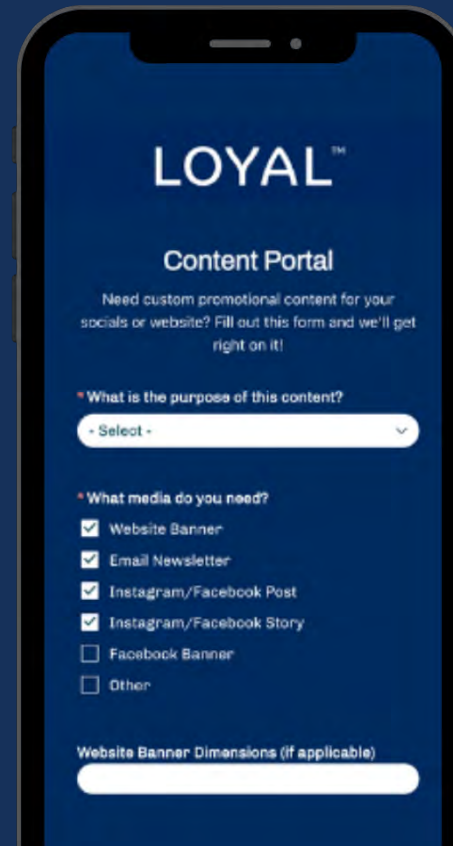 LOYAL™
Content Portal
Need custom promotional content for your
socials or website? Fill out this form and we'll get
right on it!
* What is the purpose of this content?
- Select -
* What media do you need?
Website Banner
Email Newsletter
Instagram/Facebook Post
Instagram/Facebook Story
Facebook Banner
Other
Website Banner Dimensions (if applicable)